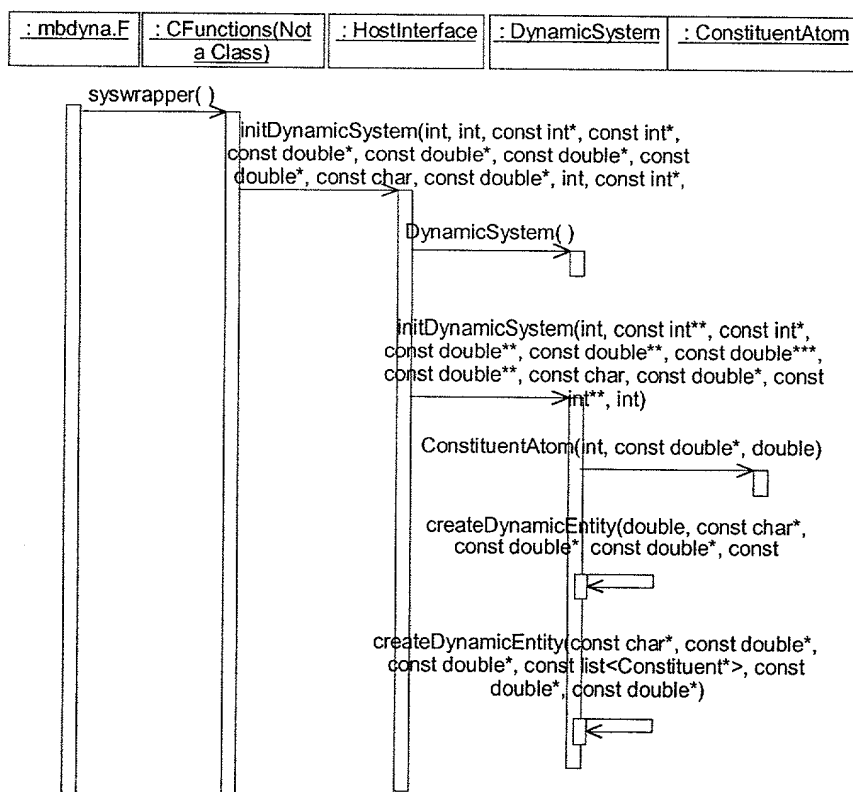 : mbdyna.F
: CFunctions(Not
a Class)
: HostInterface
: DynamicSystem
: ConstituentAtom
syswrapper( )
initDynamicSystem(int, int, const int*, const int*,
const double*, const double*, const double*, const
double*, const char, const double*, int, const int*,
DynamicSystem( )
initDynamicSystem(int, const int**, const int*,
const double**, const double**, const double***,
const double**, const char, const double*, const
int**, int)
ConstituentAtom(int, const double*, double)
createDynamicEntity(double, const char*,
const double*, const double*, const
createDynamicEntity(const char*, const double*,
const double*, const list<Constituent*>, const
double*, const double*)